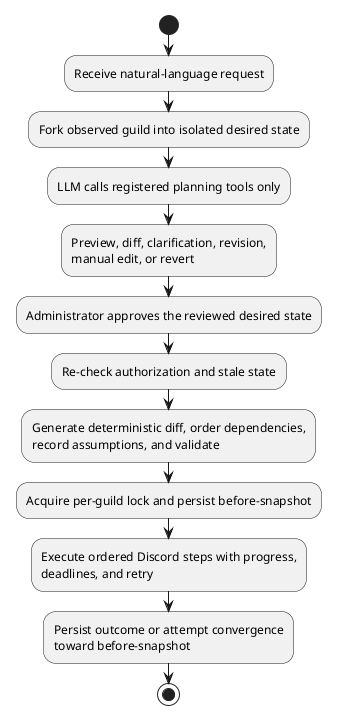 Receive natural-language request
Fork observed guild into isolated desired state
LLM calls registered planning tools only
Preview, diff, clarification, revision,
manual edit, or revert
Administrator approves the reviewed desired state
Re-check authorization and stale state
Generate deterministic diff, order dependencies,
record assumptions, and validate
Acquire per-guild lock and persist before-snapshot
Execute ordered Discord steps with progress,
deadlines, and retry
Persist outcome or attempt convergence
toward before-snapshot